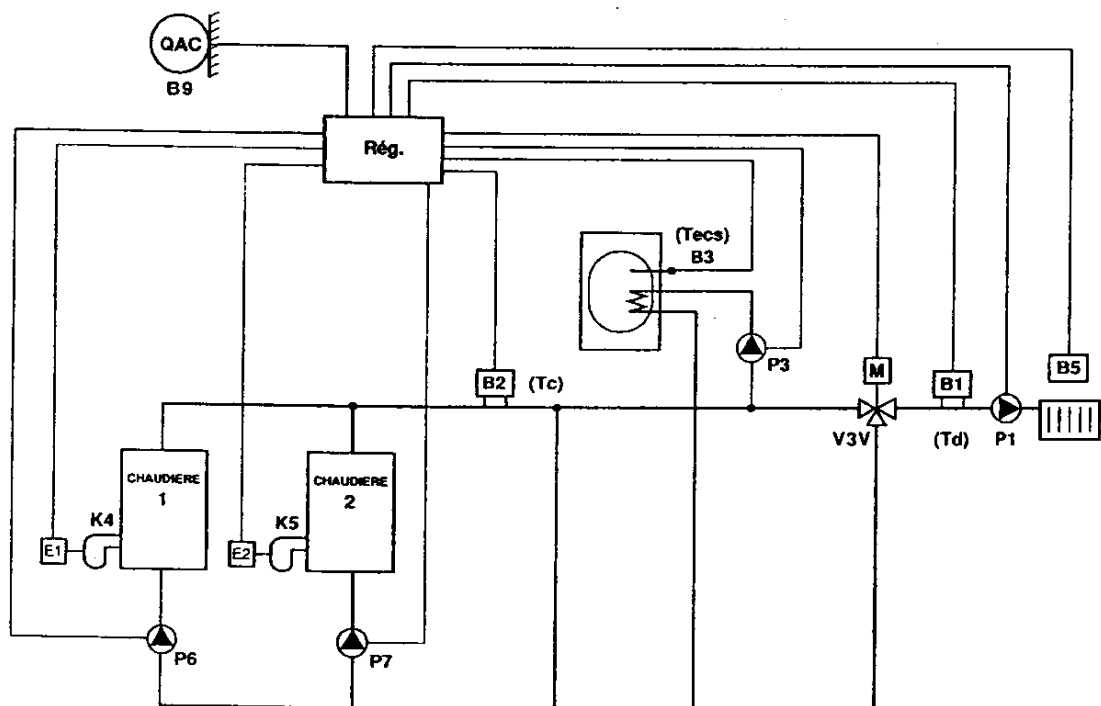 QAC
B9
Rég.
(Tecs)
B3
P3
B2 (Tc)
M
B1
B5
V3V
(Td)
P1
CHAUDIERE
1
CHAUDIERE
2
K4
K5
E1
E2
P6
P7